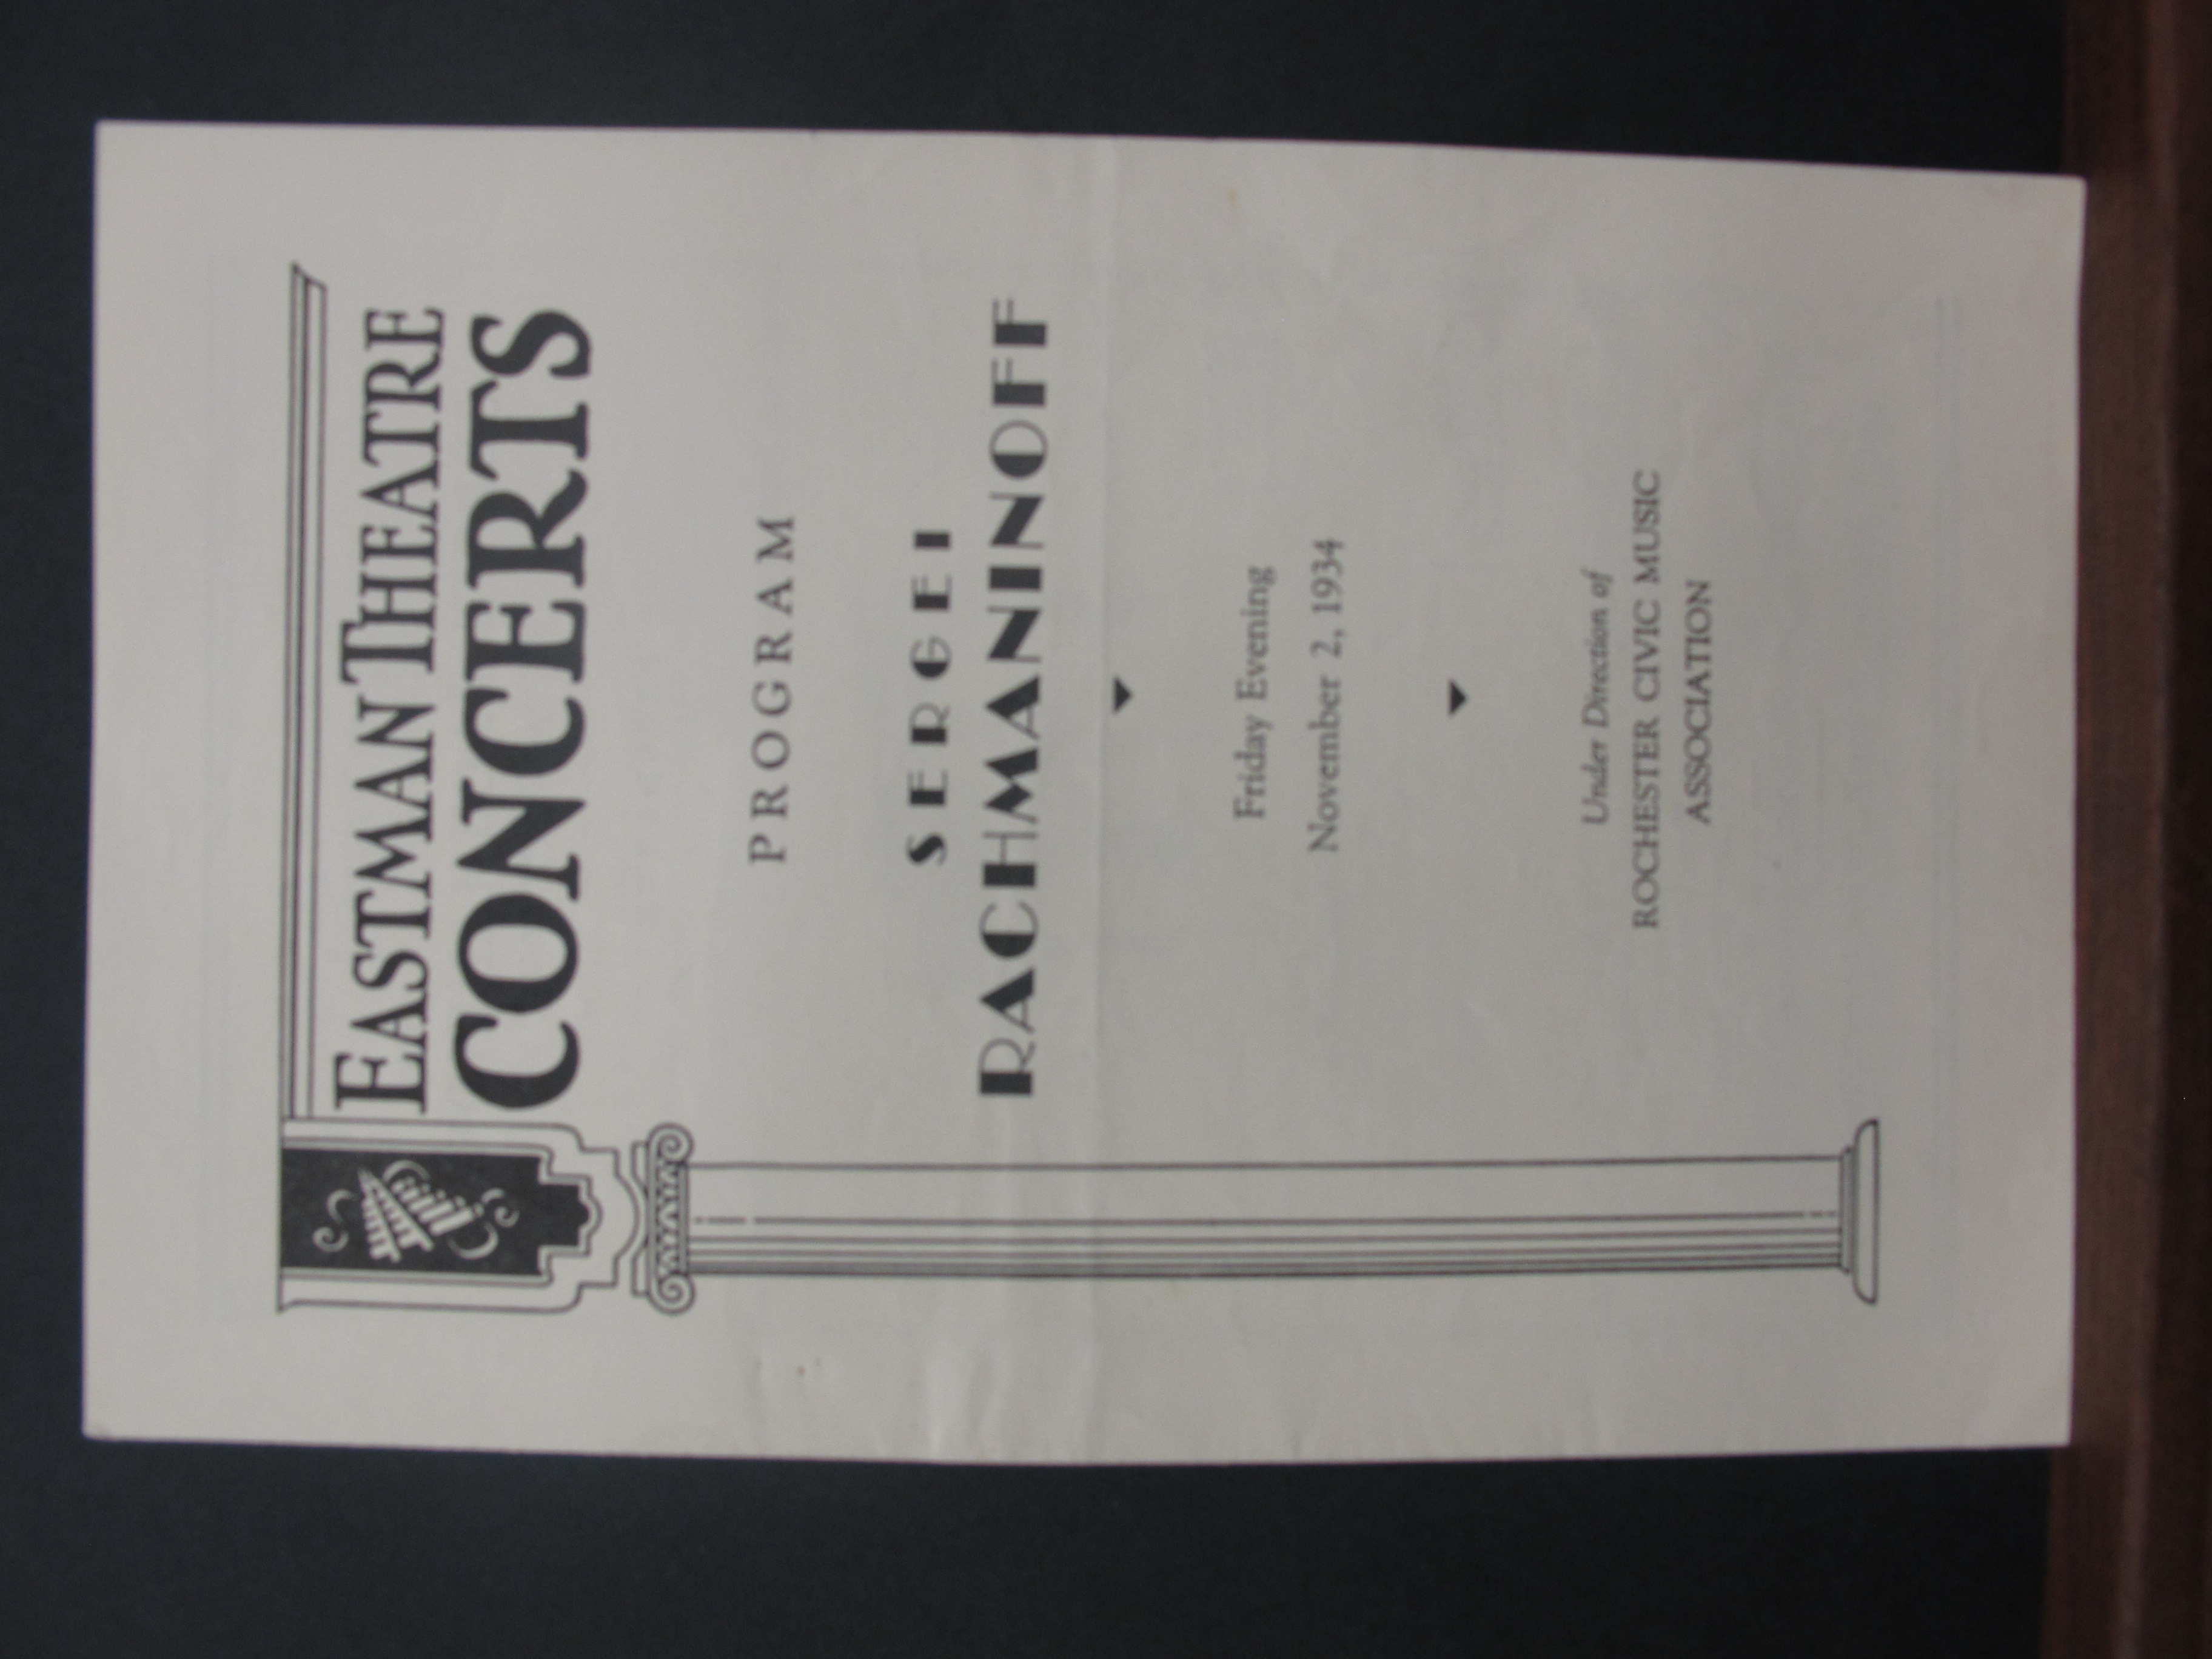 EASTMAN THEATRE
CONCERTS
PROGRAM
SERGEI
RACHMANINOFF
Friday Evening
November 2, 1934
Under Direction of
ROCHESTER CIVIC MUSIC
ASSOCIATION